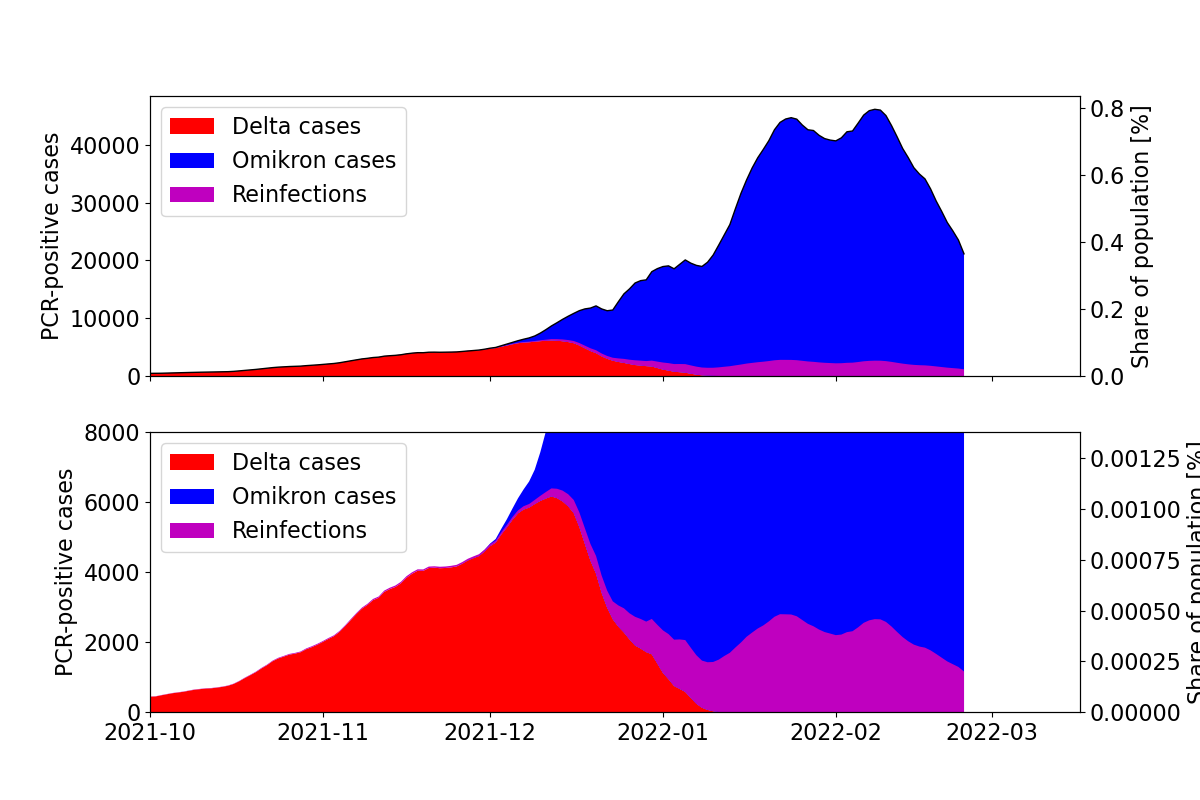 PCR-positive cases
40000
30000
20000
10000
0
Delta cases
Omikron cases
Reinfections
0.8
0.6
0.4
0.2
0.0
Share of population [%]
PCR-positive cases
8000
6000
4000
2000
0
Delta cases
Omikron cases
Reinfections
0.00125
0.00100
0.00075
0.00050
0.00025
0.00000
Share of population [%]
2021-10
2021-11
2021-12
2022-01
2022-02
2022-03